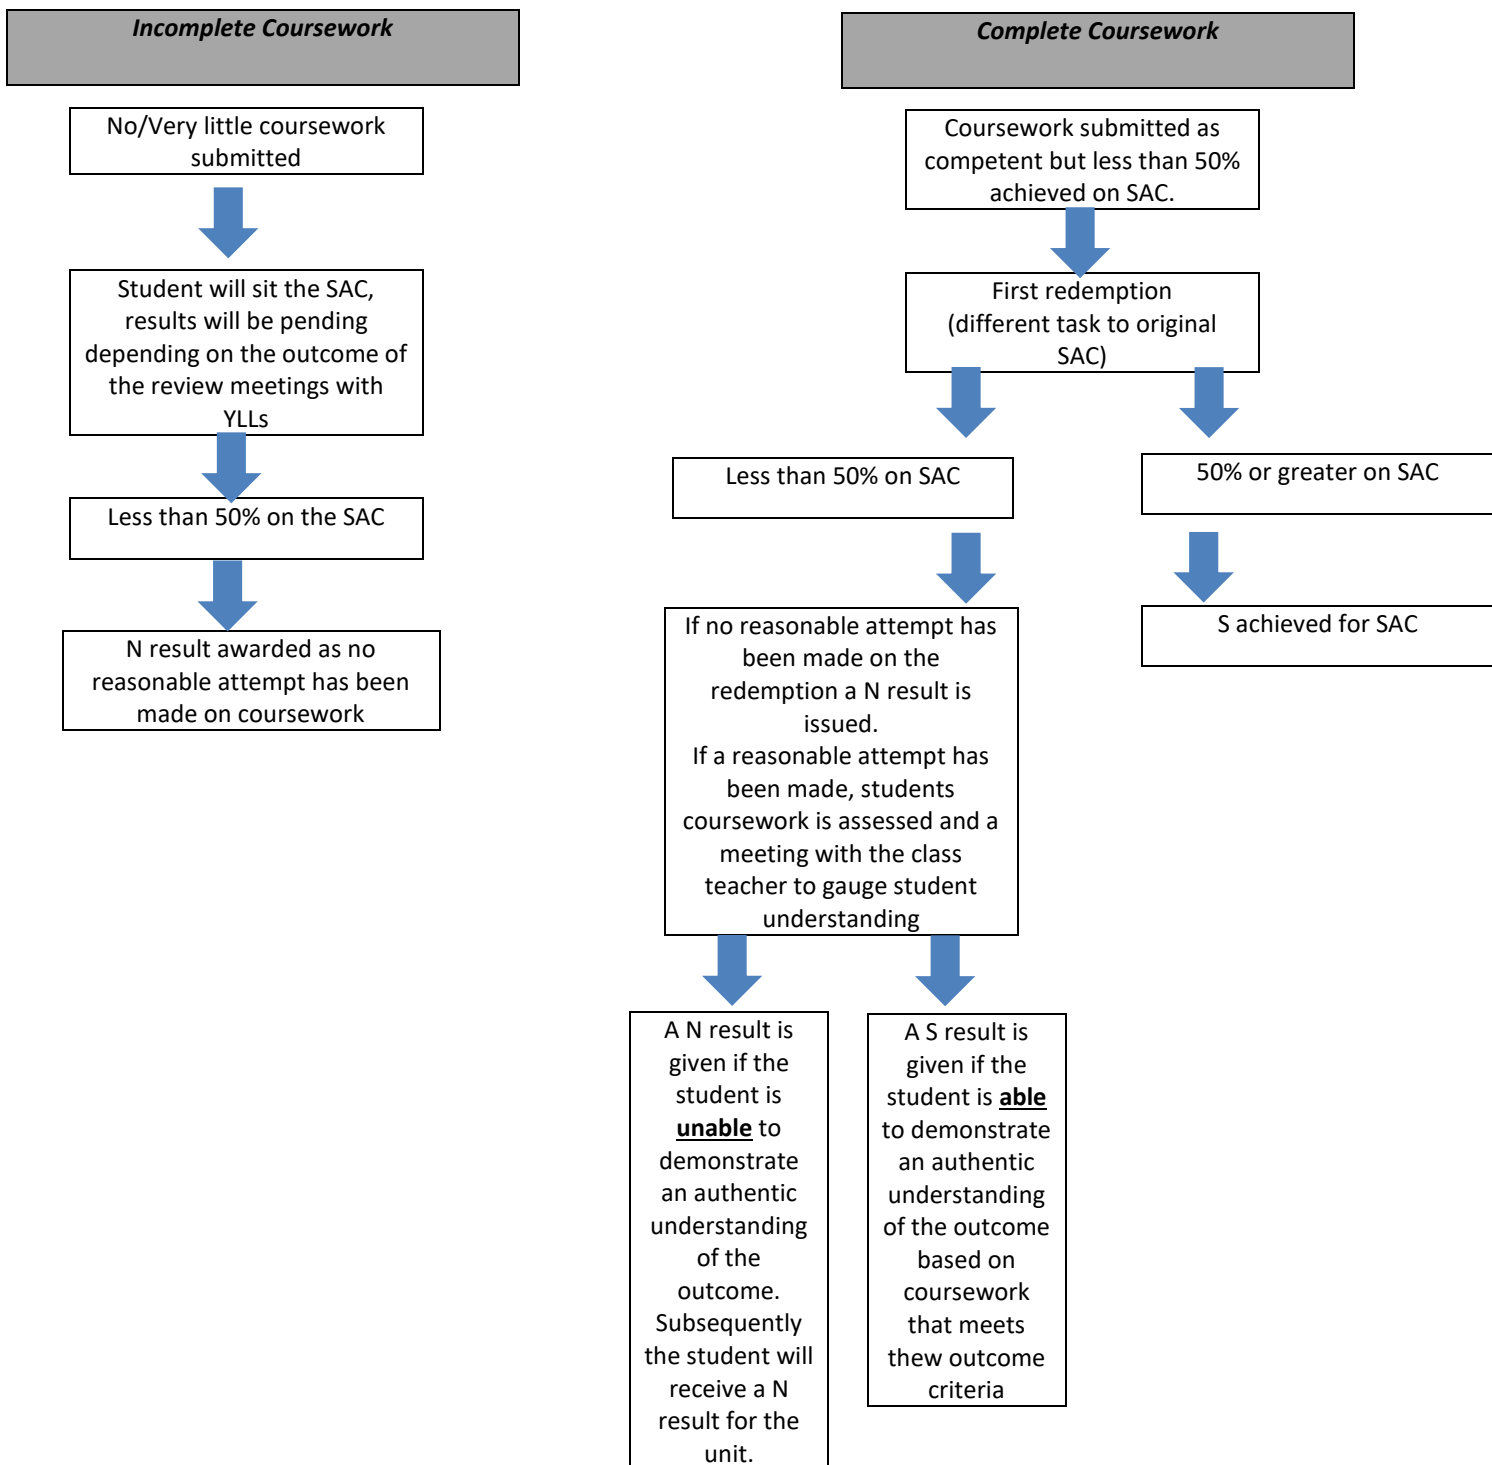 Incomplete Coursework
No/Very little coursework
submitted
Student will sit the SAC,
results will be pending
depending on the outcome of
the review meetings with
YLLs
Less than 50% on the SAC
N result awarded as no
reasonable attempt has been
made on coursework
Complete Coursework
Coursework submitted as
competent but less than 50%
achieved on SAC.
First redemption
(different task to original
SAC)
Less than 50% on SAC
50% or greater on SAC
S achieved for SAC
If no reasonable attempt has
been made on the
redemption a N result is
issued.
If a reasonable attempt has
been made, students
coursework is assessed and a
meeting with the class
teacher to gauge student
understanding
A N result is
given if the
student is
unable to
demonstrate
an authentic
understanding
of the
outcome.
Subsequently
the student will
receive a N
result for the
unit.
A S result is
given if the
student is able
to demonstrate
an authentic
understanding
of the outcome
based on
coursework
that meets
thew outcome
criteria